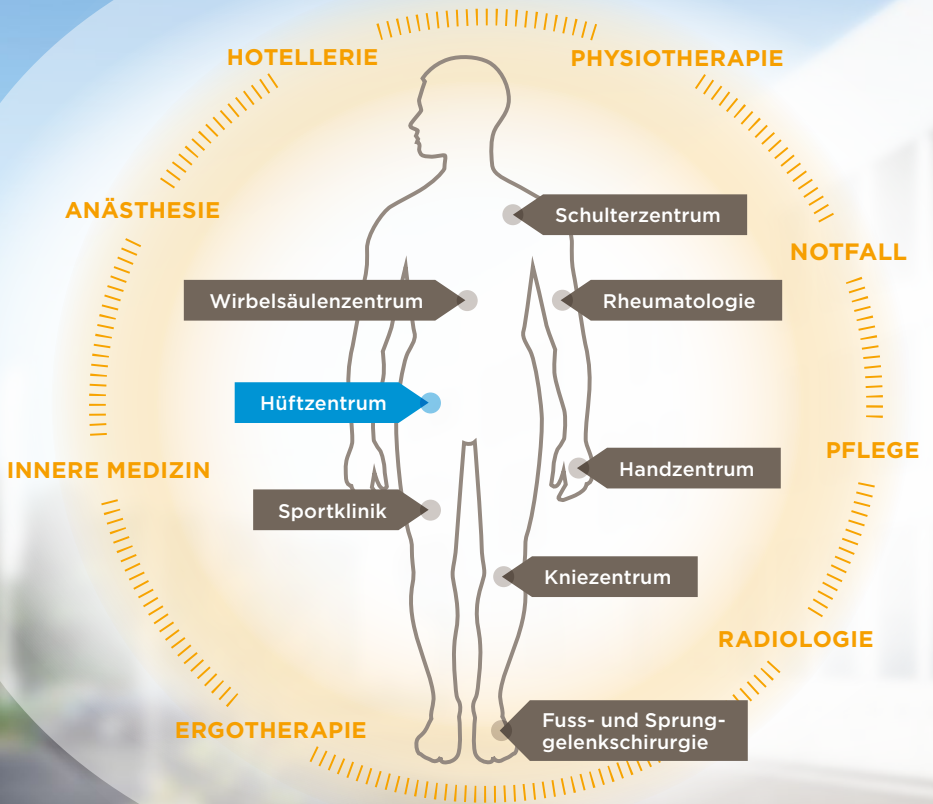 HOTELLERIE
PHYSIOTHERAPIE
ANÄSTHESIE
Schulterzentrum
NOTFALL
Wirbelsäulenzentrum
Rheumatologie
Hüftzentrum
PFLEGE
INNERE MEDIZIN
Handzentrum
Sportklinik
Kniezentrum
RADIOLOGIE
ERGOTHERAPIE
Fuss- und Sprung-
gelenkschirurgie